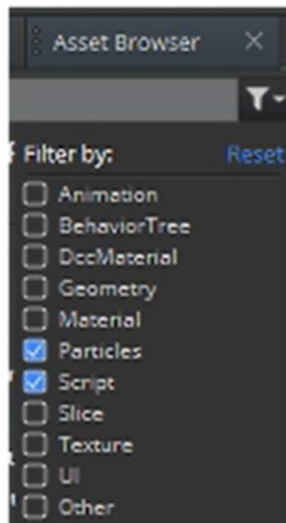 Asset Browser
Filter by: Reset
Animation
BehaviorTree
DccMaterial
Geometry
Material
Particles
Script
Slice
Texture
UI
Other